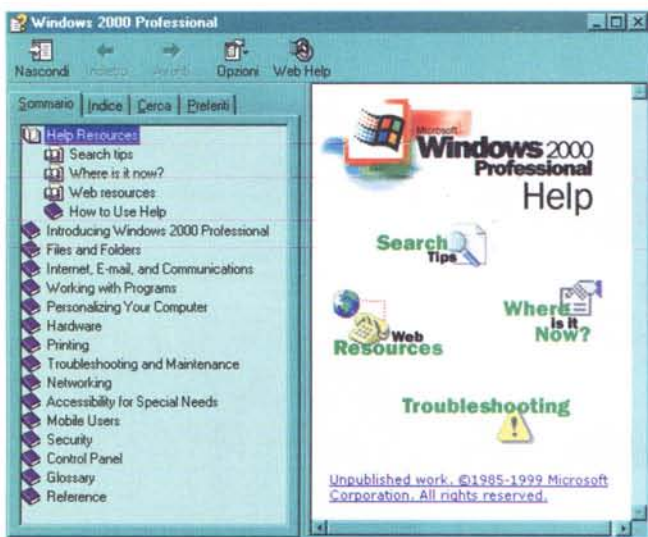 Windows 2000 Professional
Nascondi Indietro Avanti Opzioni Web Help
Sommario Indice Cerca Preferiti
Help Resources
Search tips
Where is it now?
Web resources
How to Use Help
Introducing Windows 2000 Professional
Files and Folders
Internet, E-mail, and Communications
Working with Programs
Personalizing Your Computer
Hardware
Printing
Troubleshooting and Maintenance
Networking
Accessibility for Special Needs
Mobile Users
Security
Control Panel
Glossary
Reference
Microsoft
Windows 2000
Professional
Help
Search
Tips
Web
Resources
Where
is it
Now?
Troubleshooting
Unpublished work. ©1985-1999 Microsoft
Corporation. All rights reserved.